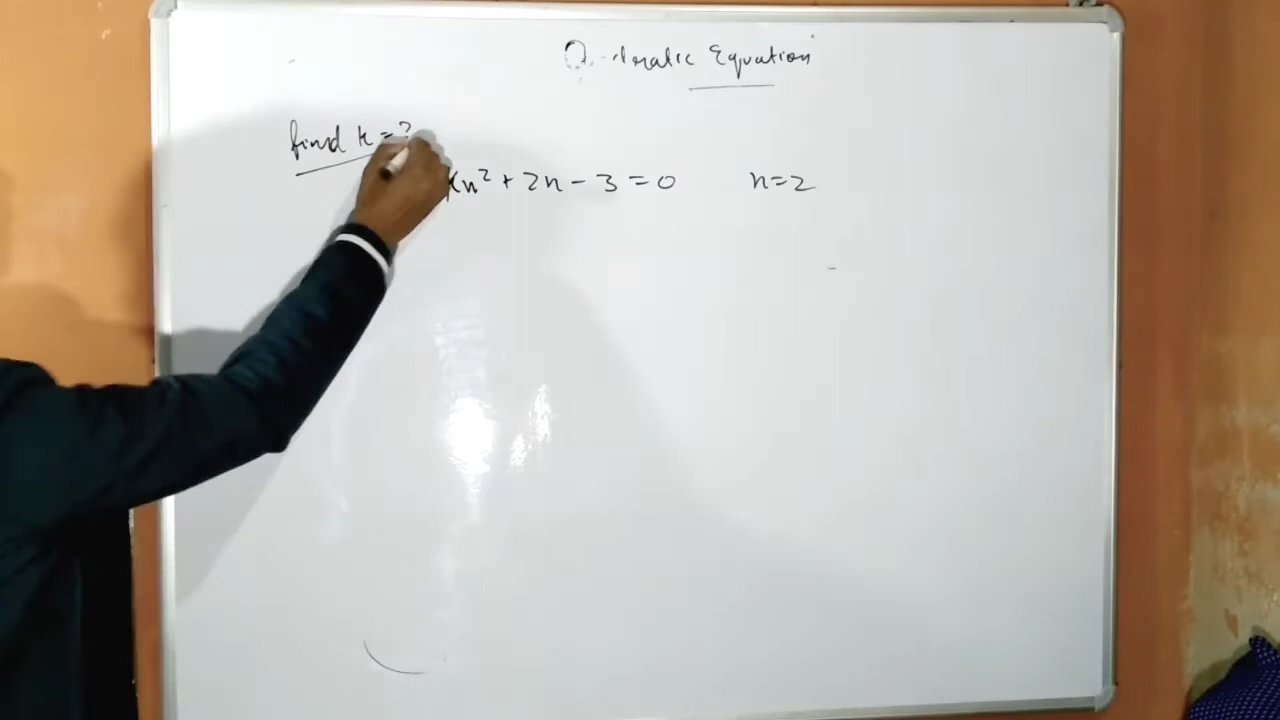 Quadratic Equation
find k=?
kx² + 2x - 3 = 0 x=2